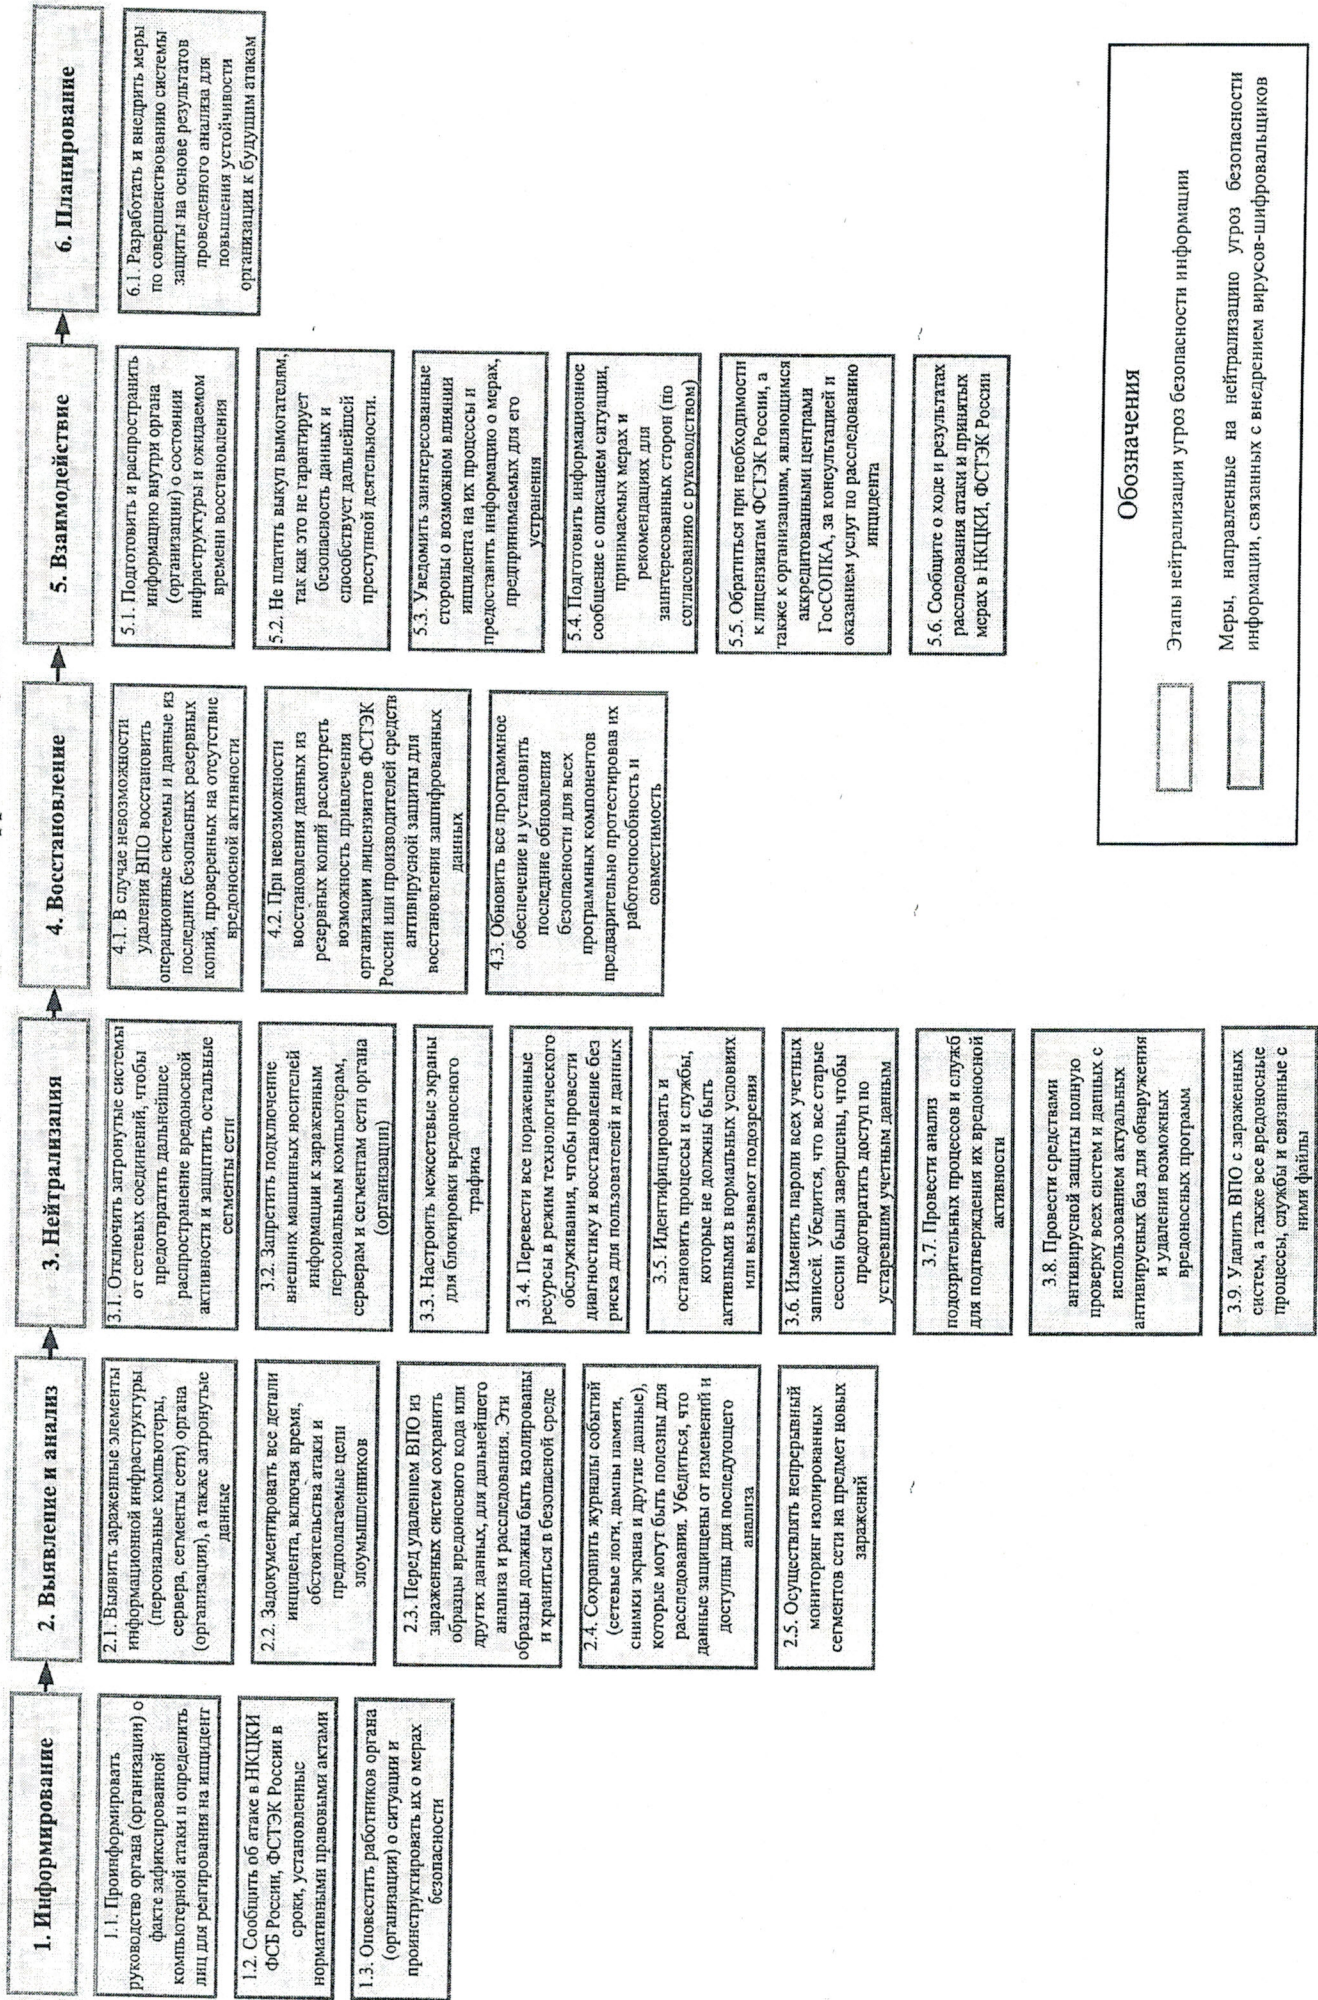 1. Информирование
1.1. Проинформировать
руководство органа (организации) о
факте зафиксированной
компьютерной атаки и определить
лиц для реагирования на инцидент
1.2. Сообщить об атаке в НКЦКИ
ФСБ России, ФСТЭК России в
сроки, установленные
нормативными правовыми актами
1.3. Оповестить работников органа
(организации) о ситуации и
проинструктировать их о мерах
безопасности
2. Выявление и анализ
2.1. Выявить зараженные элементы
информационной инфраструктуры
(персональные компьютеры,
сервера, сегменты сети) органа
(организации), а также затронутые
данные
2.2. Задокументировать все детали
инцидента, включая время,
обстоятельства атаки и
предполагаемые цели
злоумышленников
2.3. Перед удалением ВПО из
зараженных систем сохранить
образцы вредоносного кода или
других данных, для дальнейшего
анализа и расследования. Эти
образцы должны быть изолированы
и храниться в безопасной среде
2.4. Сохранить журналы событий
(сетевые логи, дампы памяти,
снимки экрана и другие данные),
которые могут быть полезны для
расследования. Убедиться, что
данные защищены от изменений и
доступны для последующего
анализа
2.5. Осуществлять непрерывный
мониторинг изолированных
сегментов сети на предмет новых
заражений
3. Нейтрализация
3.1. Отключить затронутые системы
от сетевых соединений, чтобы
предотвратить дальнейшее
распространение вредоносной
активности и защитить остальные
сегменты сети
3.2. Запретить подключение
внешних машинных носителей
информации к зараженным
персональным компьютерам,
серверам и сегментам сети органа
(организации)
3.3. Настроить межсетевые экраны
для блокировки вредоносного
трафика
3.4. Перевести все пораженные
ресурсы в режим технологического
обслуживания, чтобы провести
диагностику и восстановление без
риска для пользователей и данных
3.5. Идентифицировать и
остановить процессы и службы,
которые не должны быть
активными в нормальных условиях
или вызывают подозрения
3.6. Изменить пароли всех учетных
записей. Убедится, что все старые
сессии были завершены, чтобы
предотвратить доступ по
устаревшим учетным данным
3.7. Провести анализ
подозрительных процессов и служб
для подтверждения их вредоносной
активности
3.8. Провести средствами
антивирусной защиты полную
проверку всех систем и данных с
использованием актуальных
антивирусных баз для обнаружения
и удаления возможных
вредоносных программ
3.9. Удалить ВПО с зараженных
систем, а также все вредоносные
процессы, службы и связанные с
ними файлы
4. Восстановление
4.1. В случае невозможности
удаления ВПО восстановить
операционные системы и данные из
последних безопасных резервных
копий, проверенных на отсутствие
вредоносной активности
4.2. При невозможности
восстановления данных из
резервных копий рассмотреть
возможность привлечения
организации лицензиатов ФСТЭК
России или производителей средств
антивирусной защиты для
восстановления зашифрованных
данных
4.3. Обновить все программное
обеспечение и установить
последние обновления
безопасности для всех
программных компонентов
предварительно протестировав их
работоспособность и
совместимость
5. Взаимодействие
5.1. Подготовить и распространить
информацию внутри органа
(организации) о состоянии
инфраструктуры и ожидаемом
времени восстановления
5.2. Не платить выкуп вымогателям,
так как это не гарантирует
безопасность данных и
способствует дальнейшей
преступной деятельности.
5.3. Уведомить заинтересованные
стороны о возможном влиянии
инцидента на их процессы и
предоставить информацию о мерах,
предпринимаемых для его
устранения
5.4. Подготовить информационное
сообщение с описанием ситуации,
принимаемых мерах и
рекомендациях для
заинтересованных сторон (по
согласованию с руководством)
5.5. Обратиться при необходимости
к лицензиатам ФСТЭК России, а
также к организациям, являющимся
аккредитованными центрами
ГосСОПКА, за консультацией и
оказанием услуг по расследованию
инцидента
5.6. Сообщите о ходе и результатах
расследования атаки и принятых
мерах в НКЦКИ, ФСТЭК России
6. Планирование
6.1. Разработать и внедрить меры
по совершенствованию системы
защиты на основе результатов
проведенного анализа для
повышения устойчивости
организации к будущим атакам
Обозначения
Этапы нейтрализации угроз безопасности информации
Меры, направленные на нейтрализацию угроз безопасности
информации, связанных с внедрением вирусов-шифровальщиков